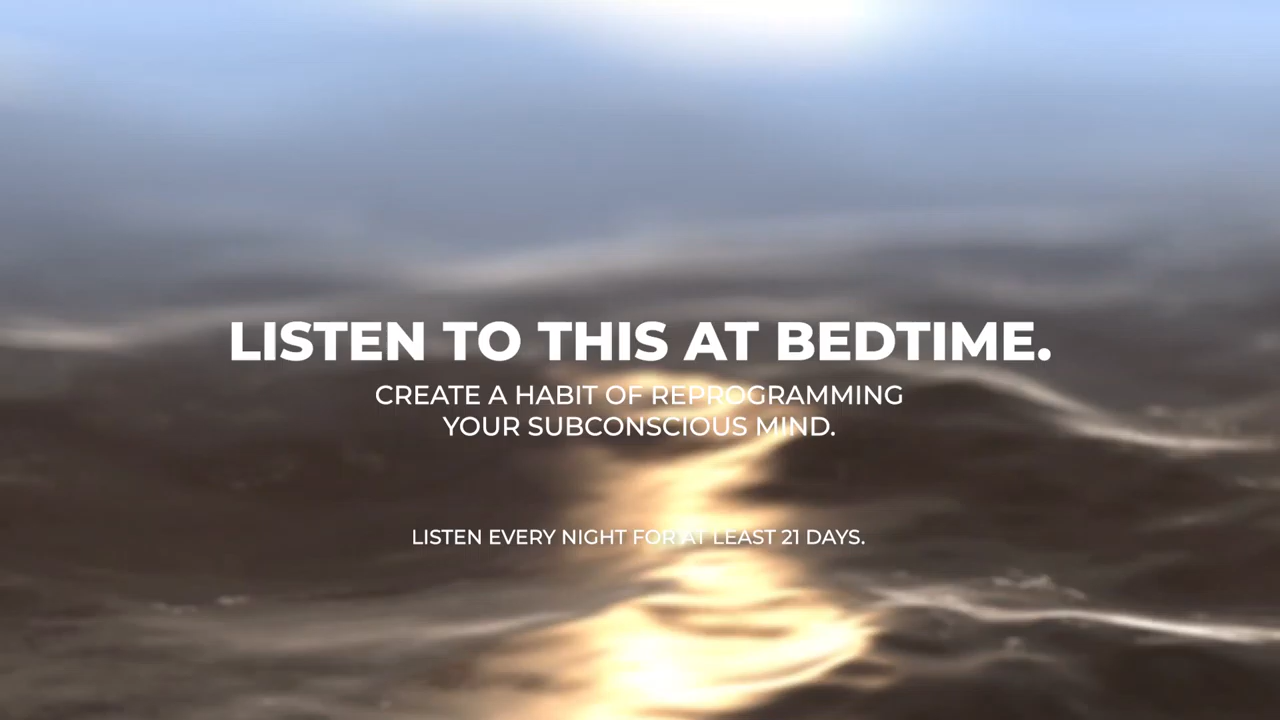 LISTEN TO THIS AT BEDTIME.
CREATE A HABIT OF REPROGRAMMING
YOUR SUBCONSCIOUS MIND.
LISTEN EVERY NIGHT FOR AT LEAST 21 DAYS.